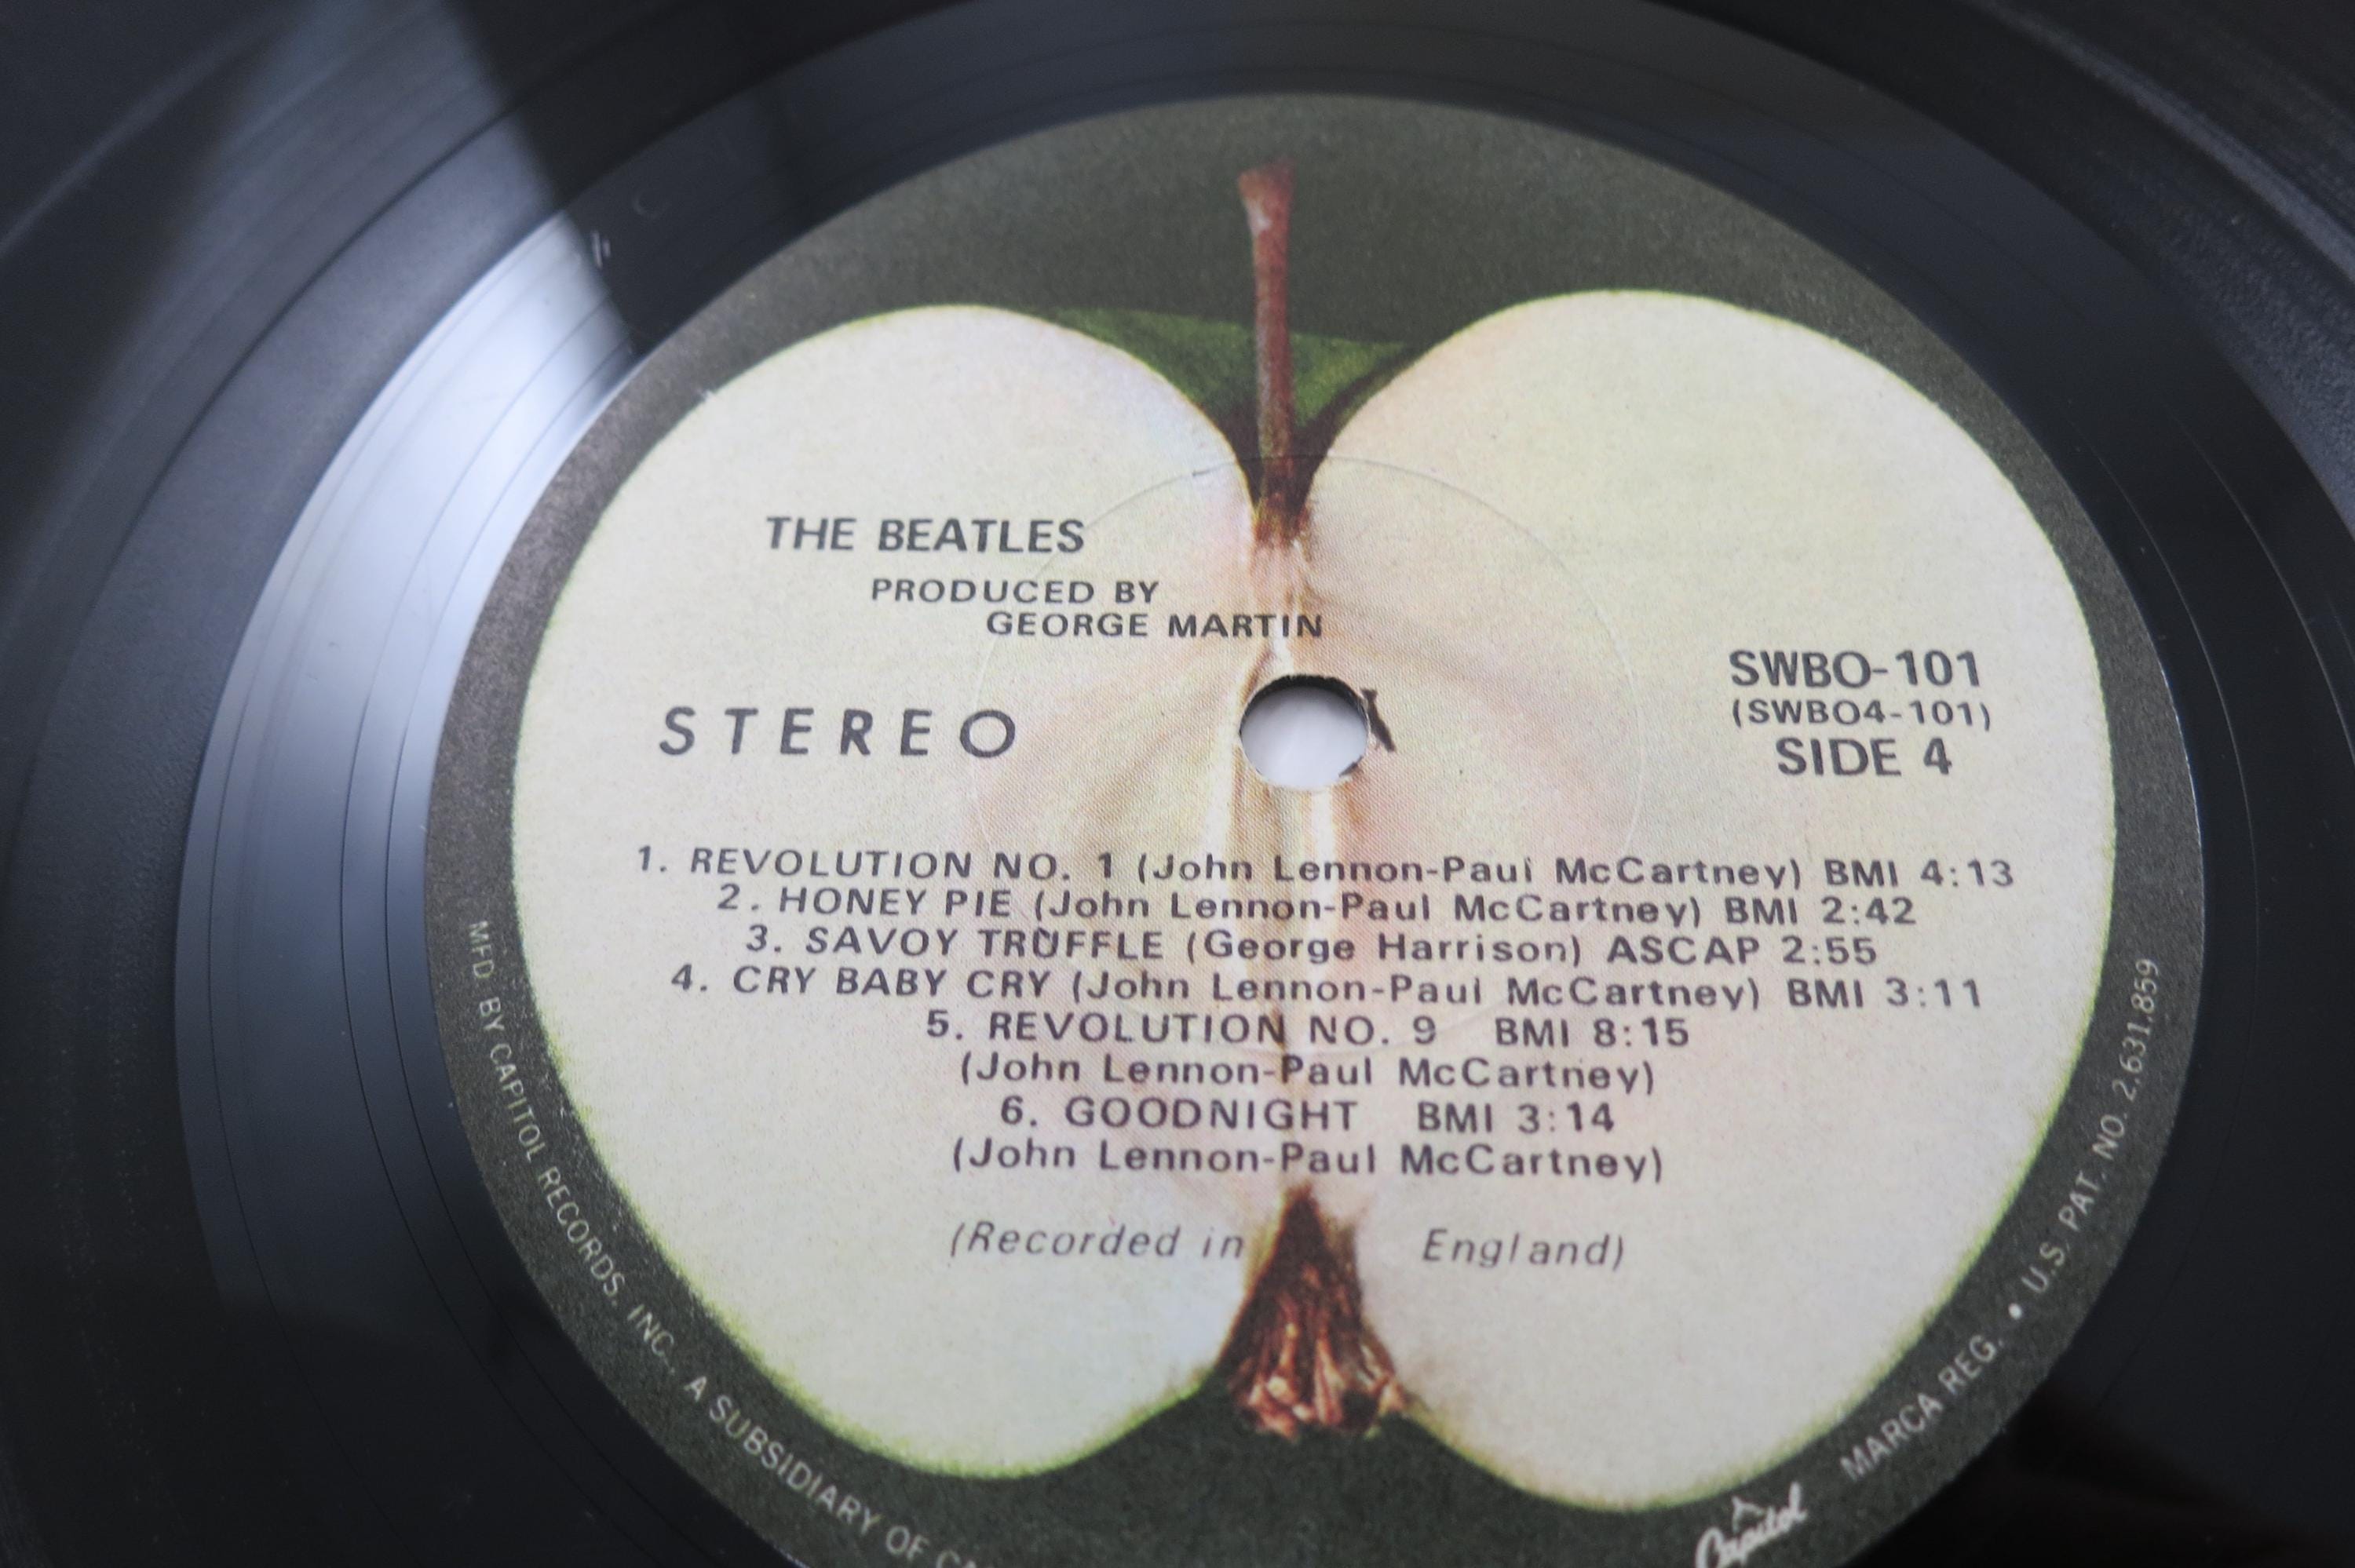 THE BEATLES
PRODUCED BY
GEORGE MARTIN
STEREO
SWBO-101
(SWBO4-101)
SIDE 4
1. REVOLUTION NO. 1 (John Lennon-Paul McCartney) BMI 4:13
2. HONEY PIE (John Lennon-Paul McCartney) BMI 2:42
3. SAVOY TRUFFLE (George Harrison) ASCAP 2:55
4. CRY BABY CRY (John Lennon-Paul McCartney) BMI 3:11
5. REVOLUTION NO. 9 BMI 8:15
(John Lennon-Paul McCartney)
6. GOODNIGHT BMI 3:14
(John Lennon-Paul McCartney)
(Recorded in England)
MFD. BY CAPITOL RECORDS, INC., A SUBSIDIARY OF
Capitol MARCA REG. • U.S. PAT. NO. 2,631,859